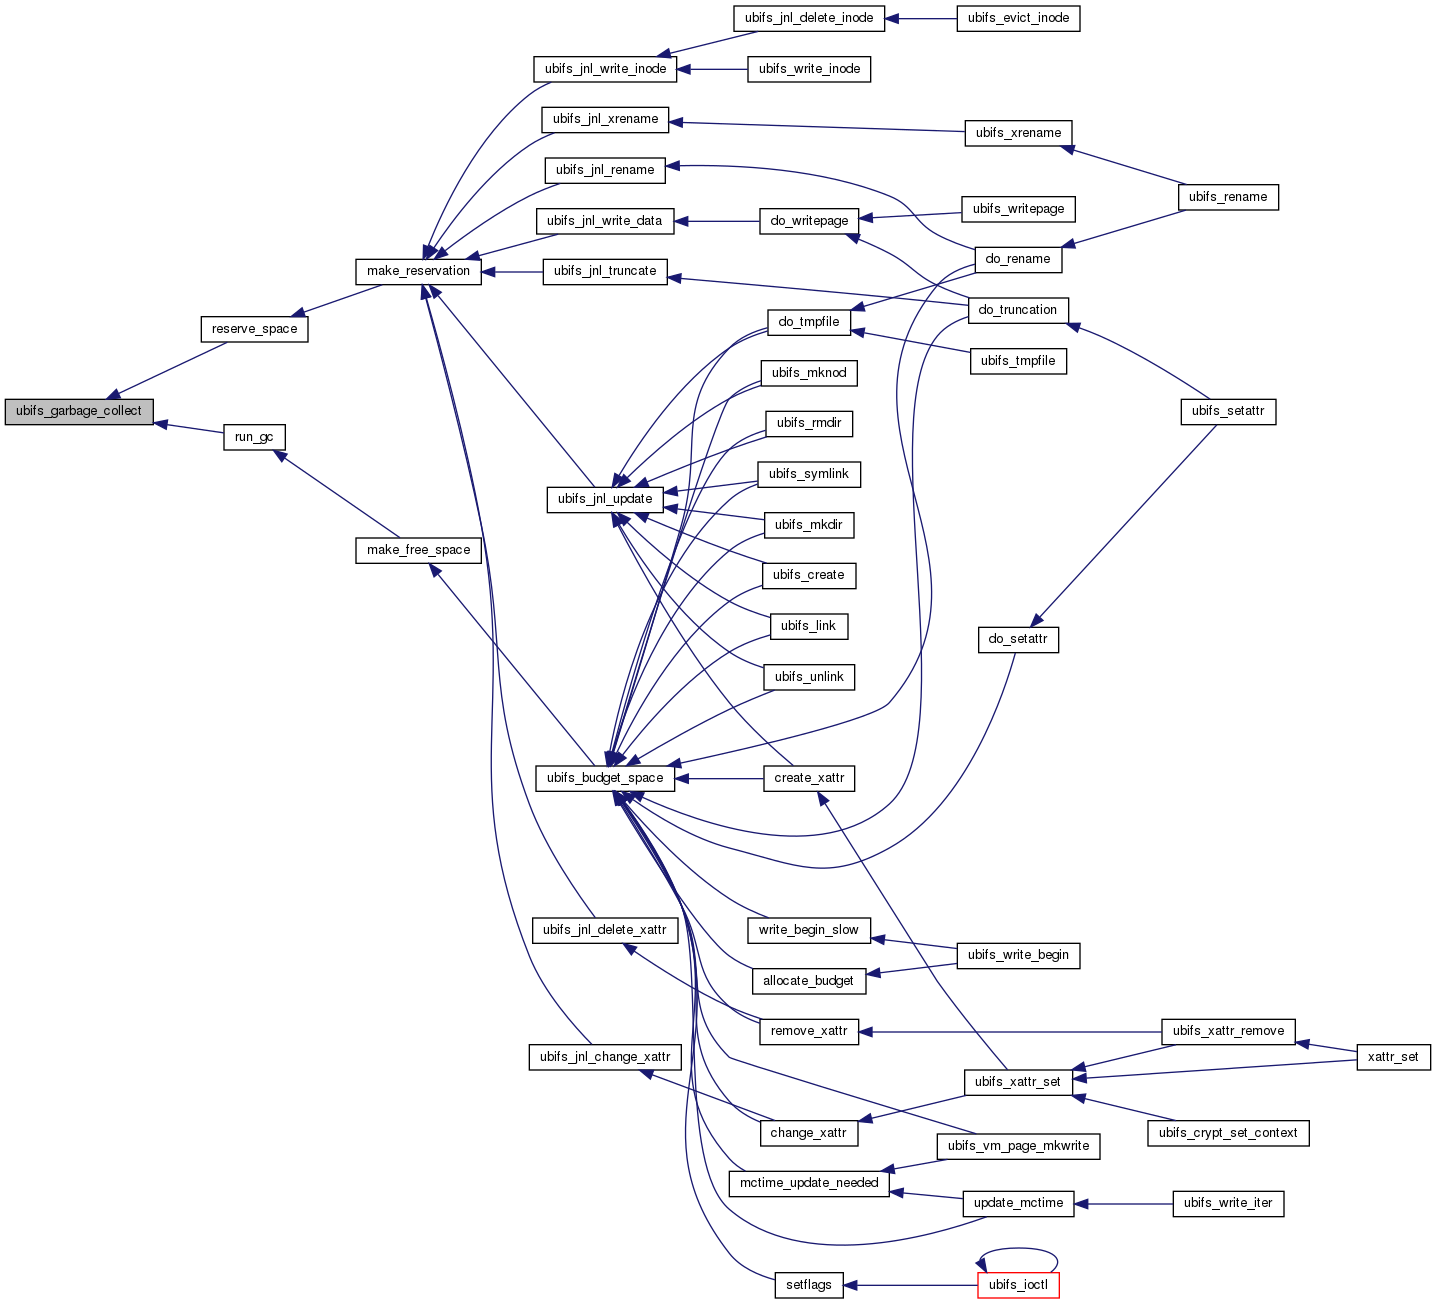 ubifs_jnl_delete_inode
ubifs_evict_inode
ubifs_jnl_write_inode
ubifs_write_inode
ubifs_jnl_xrename
ubifs_xrename
ubifs_jnl_rename
ubifs_rename
ubifs_jnl_write_data
do_writepage
ubifs_writepage
make_reservation
ubifs_jnl_truncate
do_rename
do_truncation
reserve_space
do_tmpfile
ubifs_tmpfile
ubifs_mknod
ubifs_garbage_collect
ubifs_setattr
run_gc
ubifs_rmdir
ubifs_symlink
ubifs_jnl_update
ubifs_mkdir
make_free_space
ubifs_create
ubifs_link
do_setattr
ubifs_unlink
ubifs_budget_space
create_xattr
ubifs_jnl_delete_xattr
write_begin_slow
ubifs_write_begin
allocate_budget
remove_xattr
ubifs_xattr_remove
ubifs_jnl_change_xattr
xattr_set
ubifs_xattr_set
change_xattr
ubifs_crypt_set_context
ubifs_vm_page_mkwrite
mctime_update_needed
update_mctime
ubifs_write_iter
setflags
ubifs_ioctl